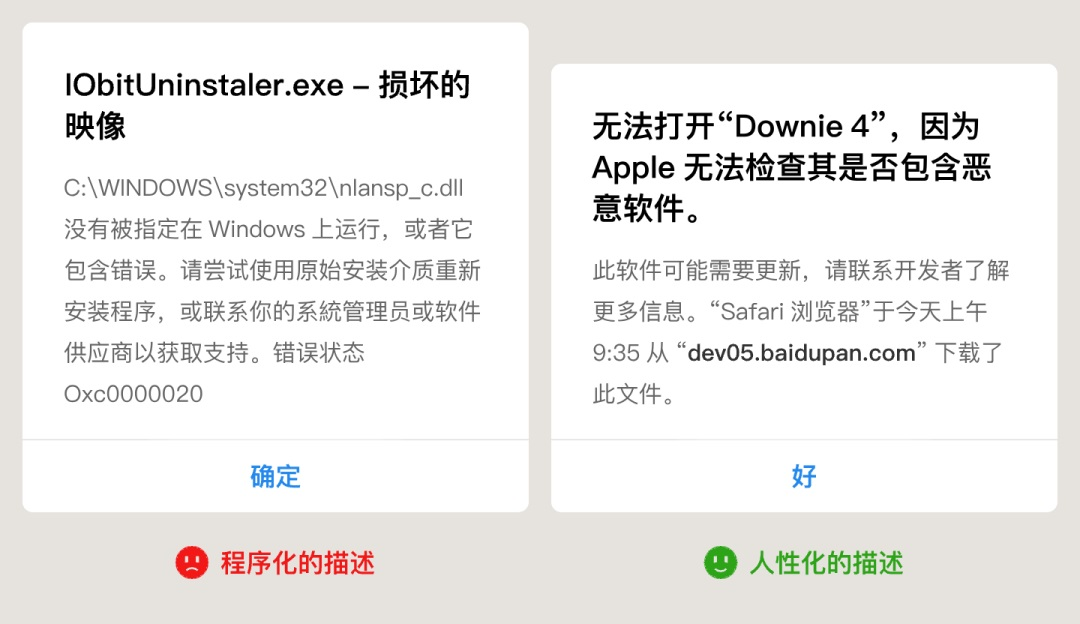 IObitUninstaler.exe – 损坏的
映像
C:\WINDOWS\system32\nlansp_c.dll
没有被指定在 Windows 上运行，或者它
包含错误。请尝试使用原始安装介质重新
安装程序，或联系你的系統管理员或软件
供应商以获取支持。错误状态
Oxc0000020
确定
程序化的描述
无法打开“Downie 4”，因为
Apple 无法检查其是否包含恶
意软件。
此软件可能需要更新，请联系开发者了解
更多信息。“Safari 浏览器”于今天上午
9:35 从 “dev05.baidupan.com” 下载了
此文件。
好
人性化的描述